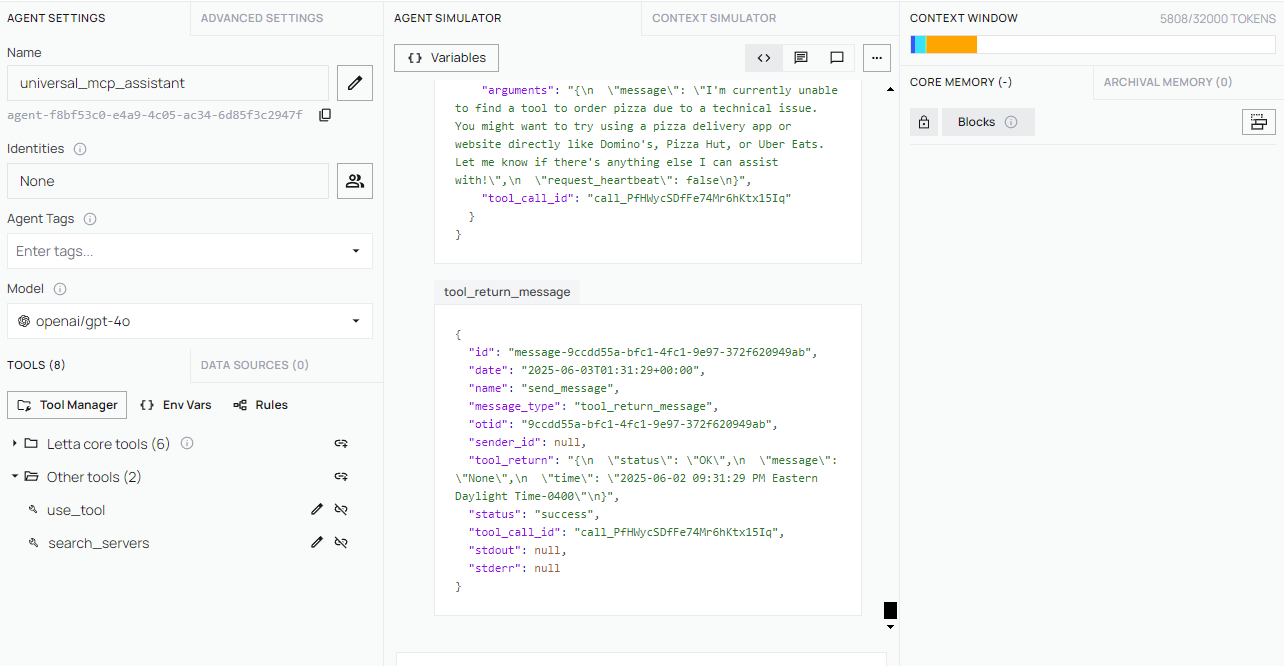 AGENT SETTINGS
ADVANCED SETTINGS
Name
universal_mcp_assistant
agent-f8bf53c0-e4a9-4c05-ac34-6d85f3c2947f
Identities
None
Agent Tags
Enter tags...
Model
openai/gpt-4o
TOOLS (8)
DATA SOURCES (0)
Tool Manager
{} Env Vars
Rules
Letta core tools (6)
Other tools (2)
use_tool
search_servers
AGENT SIMULATOR
CONTEXT SIMULATOR
{} Variables
"arguments": "{\n  \"message\": \"I'm currently unable
to find a tool to order pizza due to a technical issue.
You might want to try using a pizza delivery app or
website directly like Domino's, Pizza Hut, or Uber Eats.
Let me know if there's anything else I can assist
with!\",\n  \"request_heartbeat\": false\n}",
"tool_call_id": "call_PfHWycSDfFe74Mr6hKtx15Iq"
}
}
tool_return_message
{
"id": "message-9ccdd55a-bfc1-4fc1-9e97-372f620949ab",
"date": "2025-06-03T01:31:29+00:00",
"name": "send_message",
"message_type": "tool_return_message",
"otid": "9ccdd55a-bfc1-4fc1-9e97-372f620949ab",
"sender_id": null,
"tool_return": "{\n  \"status\": \"OK\",\n  \"message\":
\"None\",\n  \"time\": \"2025-06-02 09:31:29 PM Eastern
Daylight Time-0400\"\n}",
"status": "success",
"tool_call_id": "call_PfHWycSDfFe74Mr6hKtx15Iq",
"stdout": null,
"stderr": null
}
CONTEXT WINDOW
5808/32000 TOKENS
CORE MEMORY (-)
ARCHIVAL MEMORY (0)
Blocks